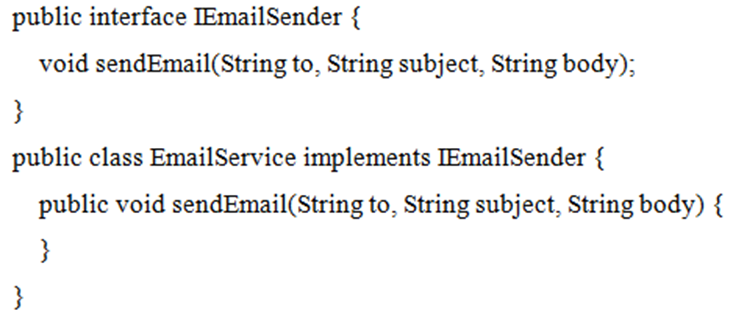 public interface IEmailSender {
void sendEmail(String to, String subject, String body);
}
public class EmailService implements IEmailSender {
public void sendEmail(String to, String subject, String body) {
}
}